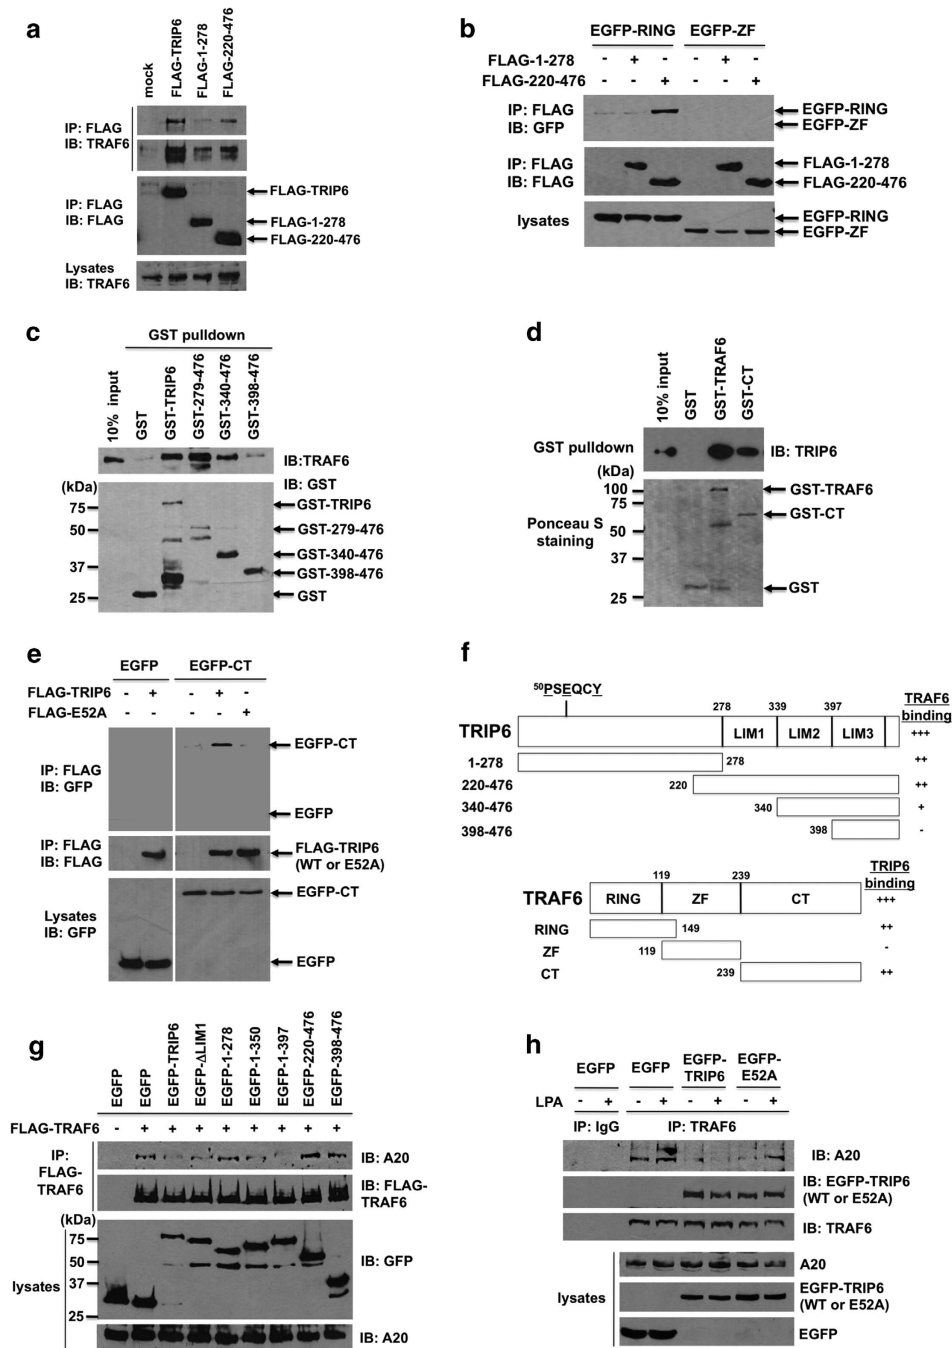 a
mock
FLAG-TRIP6
FLAG-1-278
FLAG-220-476
IP: FLAG
IB: TRAF6
IP: FLAG
IB: FLAG
FLAG-TRIP6
FLAG-1-278
FLAG-220-476
Lysates
IB: TRAF6
b
EGFP-RING EGFP-ZF
FLAG-1-278 - + - - + -
FLAG-220-476 - - + - - +
IP: FLAG
IB: GFP
EGFP-RING
EGFP-ZF
IP: FLAG
IB: FLAG
FLAG-1-278
FLAG-220-476
lysates
EGFP-RING
EGFP-ZF
c
GST pulldown
10% input
GST
GST-TRIP6
GST-279-476
GST-340-476
GST-398-476
IB:TRAF6
IB: GST
(kDa)
75
50
37
25
GST-TRIP6
GST-279-476
GST-340-476
GST-398-476
GST
d
10% input
GST
GST-TRAF6
GST-CT
GST pulldown
IB: TRIP6
(kDa)
100
75
50
37
25
Ponceau S
staining
GST-TRAF6
GST-CT
GST
e
EGFP EGFP-CT
FLAG-TRIP6 - + - + -
FLAG-E52A - - - - +
IP: FLAG
IB: GFP
EGFP-CT
EGFP
IP: FLAG
IB: FLAG
FLAG-TRIP6
(WT or E52A)
Lysates
IB: GFP
EGFP-CT
EGFP
f
50PSEQCY
278 339 397
TRAF6
binding
TRIP6 LIM1 LIM2 LIM3 +++
1-278 278 ++
220-476 220 ++
340-476 340 +
398-476 398 -
119 239
TRIP6
binding
TRAF6 RING ZF CT +++
RING 149 ++
ZF 119 -
CT 239 ++
g
EGFP
EGFP
EGFP-TRIP6
EGFP-ΔLIM1
EGFP-1-278
EGFP-1-350
EGFP-1-397
EGFP-220-476
EGFP-398-476
FLAG-TRAF6 - + + + + + + + +
IP:
FLAG-
TRAF6
IB: A20
IB: FLAG-
TRAF6
(kDa)
75
50
37
25
lysates
IB: GFP
IB: A20
h
EGFP EGFP EGFP-
TRIP6 EGFP-
E52A
LPA - + - + - + - +
IP: IgG IP: TRAF6
IB: A20
IB: EGFP-TRIP6
(WT or E52A)
IB: TRAF6
lysates
A20
EGFP-TRIP6
(WT or E52A)
EGFP